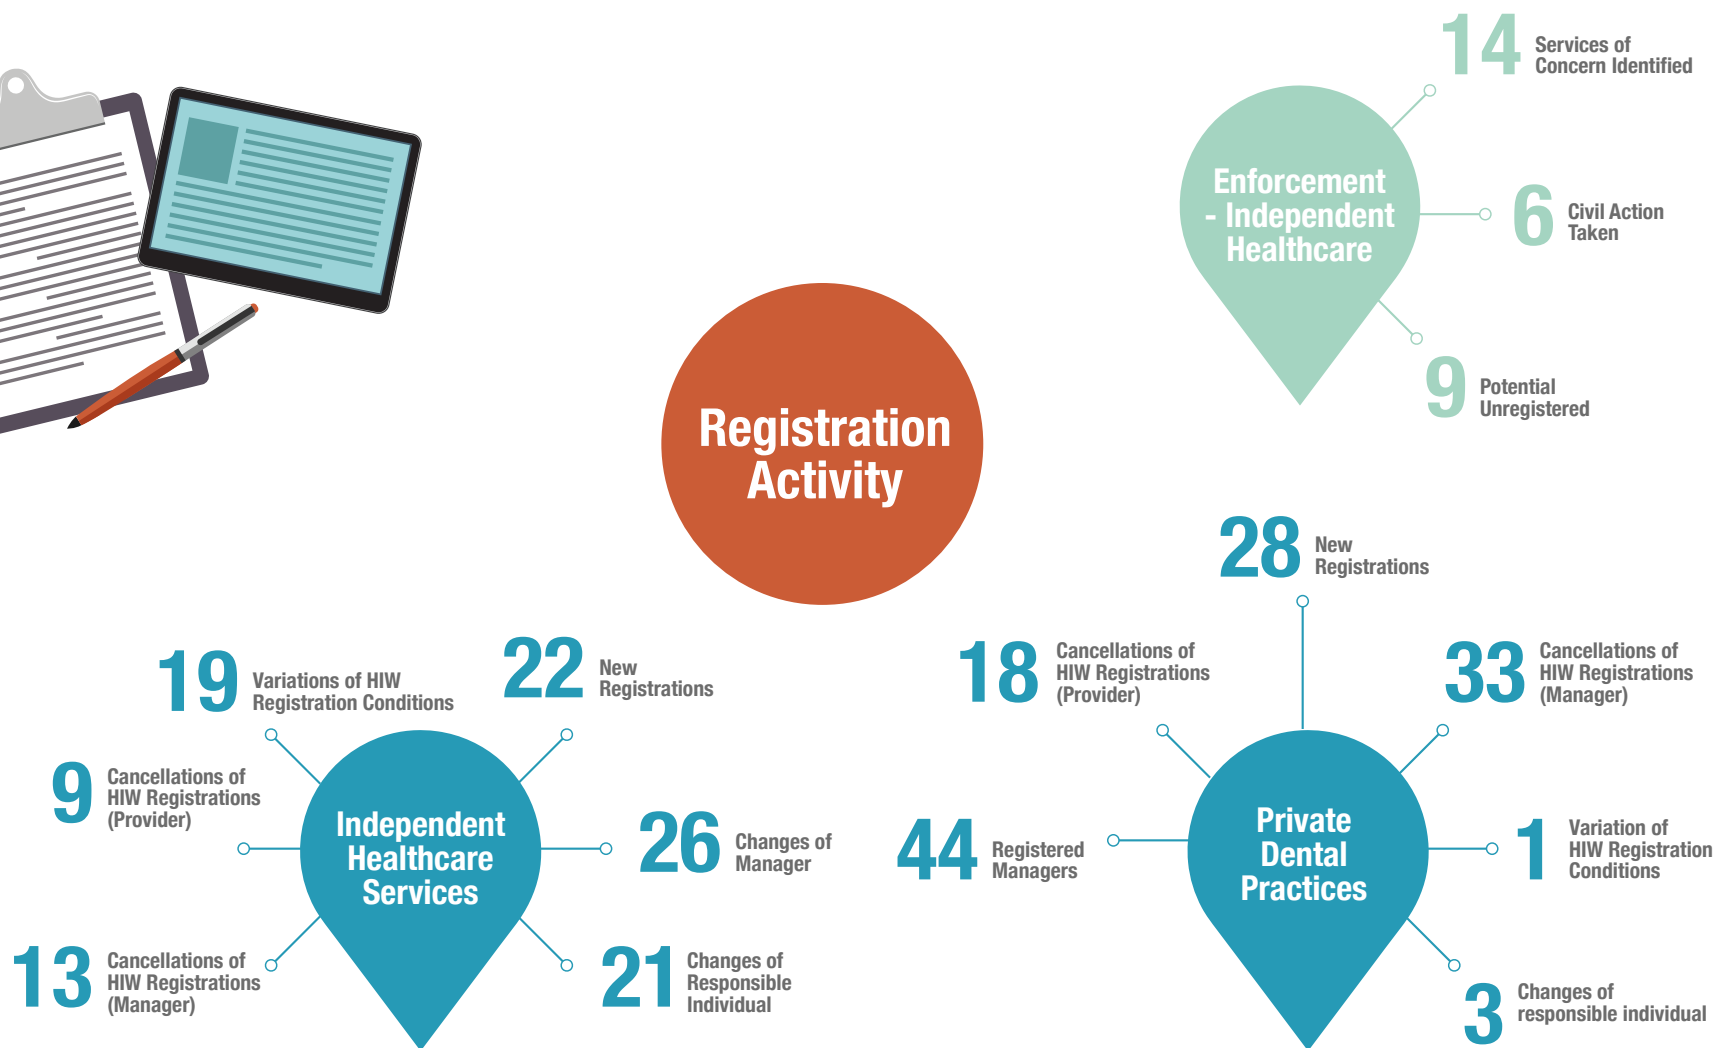 14
Services of
Concern Identified
Enforcement
- Independent
Healthcare
6
Civil Action
Taken
9
Potential
Unregistered
Registration
Activity
19
Variations of HIW
Registration Conditions
22
New
Registrations
9
Cancellations of
HIW Registrations
(Provider)
Independent
Healthcare
Services
26
Changes of
Manager
13
Cancellations of
HIW Registrations
(Manager)
21
Changes of
Responsible
Individual
28
New
Registrations
18
Cancellations of
HIW Registrations
(Provider)
33
Cancellations of
HIW Registrations
(Manager)
44
Registered
Managers
Private
Dental
Practices
1
Variation of
HIW Registration
Conditions
3
Changes of
responsible individual